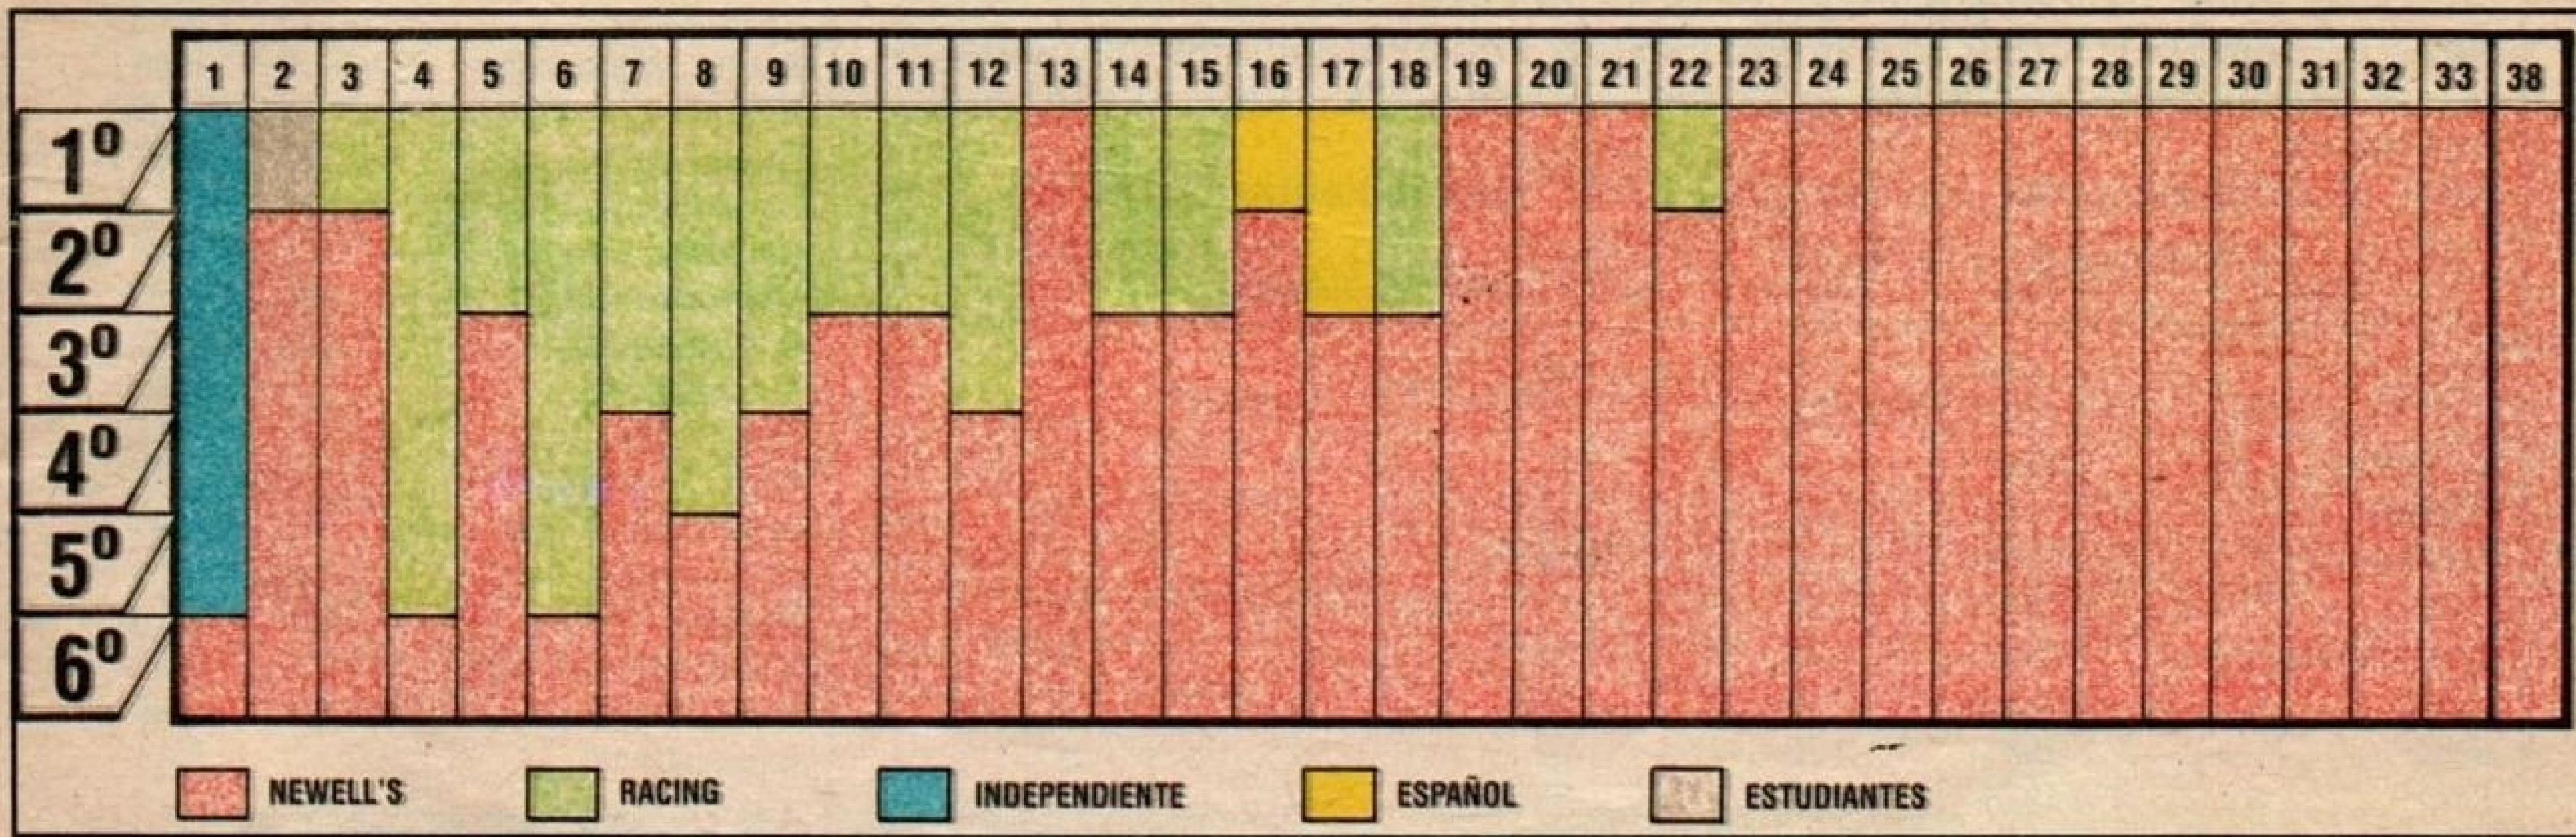 1 2 3 4 5 6 7 8 9 10 11 12 13 14 15 16 17 18 19 20 21 22 23 24 25 26 27 28 29 30 31 32 33 38
1º
2º
3º
4º
5º
6º
NEWELL'S RACING INDEPENDIENTE ESPAÑOL ESTUDIANTES